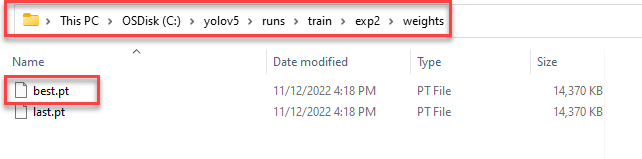 This PC > OSDisk (C:) > yolov5 > runs > train > exp2 > weights
Name Date modified Type Size
best.pt 11/12/2022 4:18 PM PT File 14,370 KB
last.pt 11/12/2022 4:18 PM PT File 14,370 KB